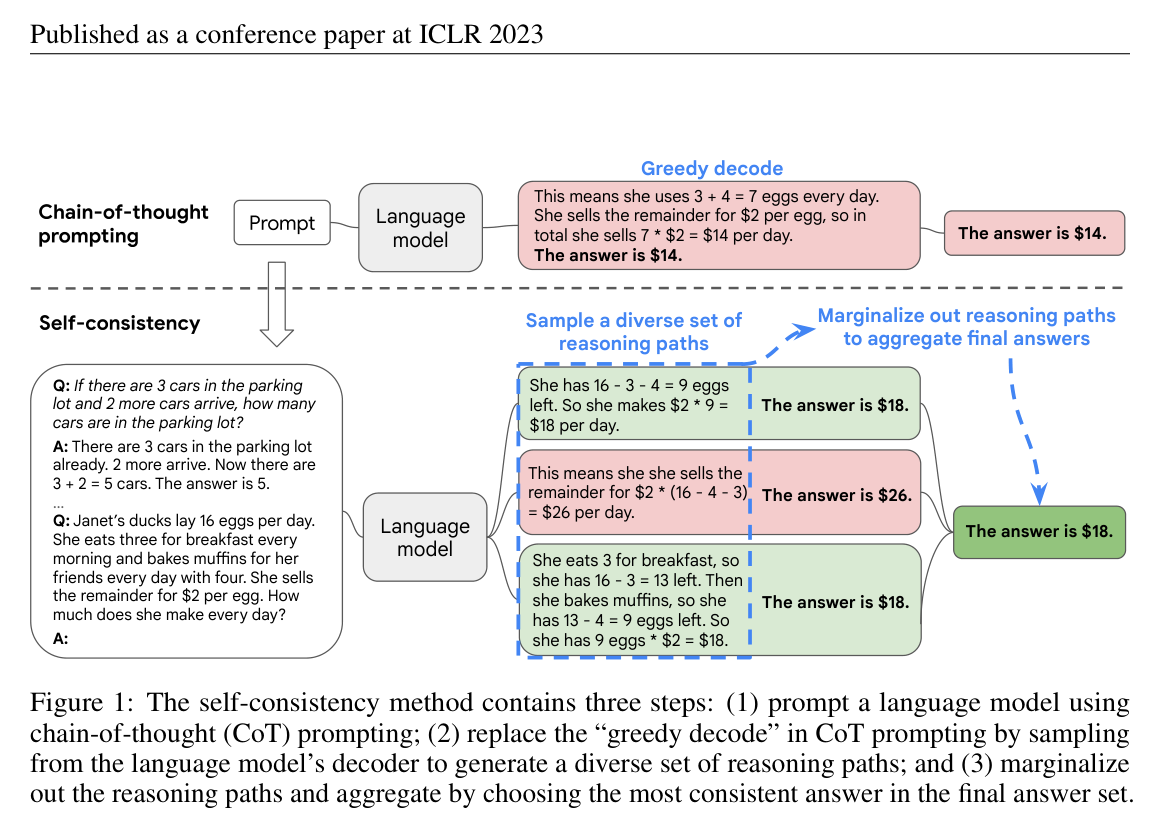 Published as a conference paper at ICLR 2023
Greedy decode
Chain-of-thought
prompting
Prompt
Language
model
This means she uses 3 + 4 = 7 eggs every day.
She sells the remainder for $2 per egg, so in
total she sells 7 * $2 = $14 per day.
The answer is $14.
The answer is $14.
Self-consistency
Sample a diverse set of
reasoning paths
Marginalize out reasoning paths
to aggregate final answers
Q: If there are 3 cars in the parking
lot and 2 more cars arrive, how many
cars are in the parking lot?
A: There are 3 cars in the parking lot
already. 2 more arrive. Now there are
3 + 2 = 5 cars. The answer is 5.
...
Q: Janet's ducks lay 16 eggs per day.
She eats three for breakfast every
morning and bakes muffins for her
friends every day with four. She sells
the remainder for $2 per egg. How
much does she make every day?
A:
Language
model
She has 16 - 3 - 4 = 9 eggs
left. So she makes $2 * 9 =
$18 per day.
The answer is $18.
This means she she sells the
remainder for $2 * (16 - 4 - 3)
= $26 per day.
The answer is $26.
She eats 3 for breakfast, so
she has 16 - 3 = 13 left. Then
she bakes muffins, so she
has 13 - 4 = 9 eggs left. So
she has 9 eggs * $2 = $18.
The answer is $18.
The answer is $18.
Figure 1: The self-consistency method contains three steps: (1) prompt a language model using
chain-of-thought (CoT) prompting; (2) replace the “greedy decode” in CoT prompting by sampling
from the language model’s decoder to generate a diverse set of reasoning paths; and (3) marginalize
out the reasoning paths and aggregate by choosing the most consistent answer in the final answer set.